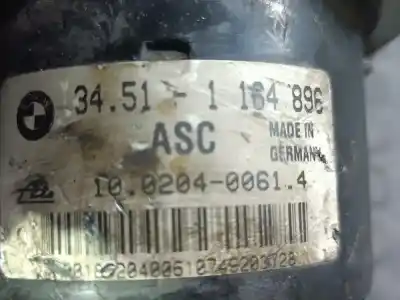 34.51 - 1 164 896
ASC
MADE IN
GERMANY
10.0204-0061.4